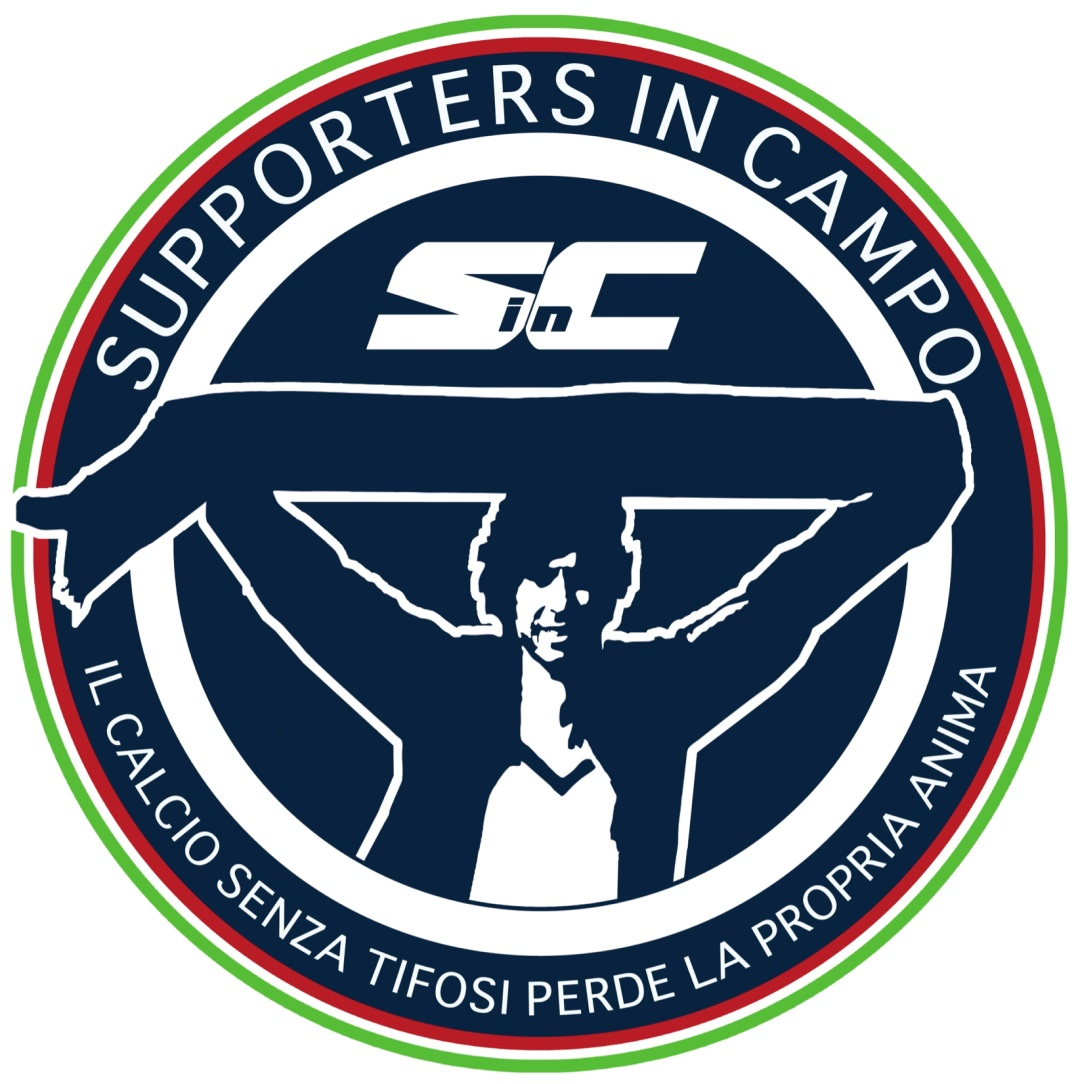 SUPPORTERS IN CAMPO
SinC
IL CALCIO SENZA TIFOSI PERDE LA PROPRIA ANIMA